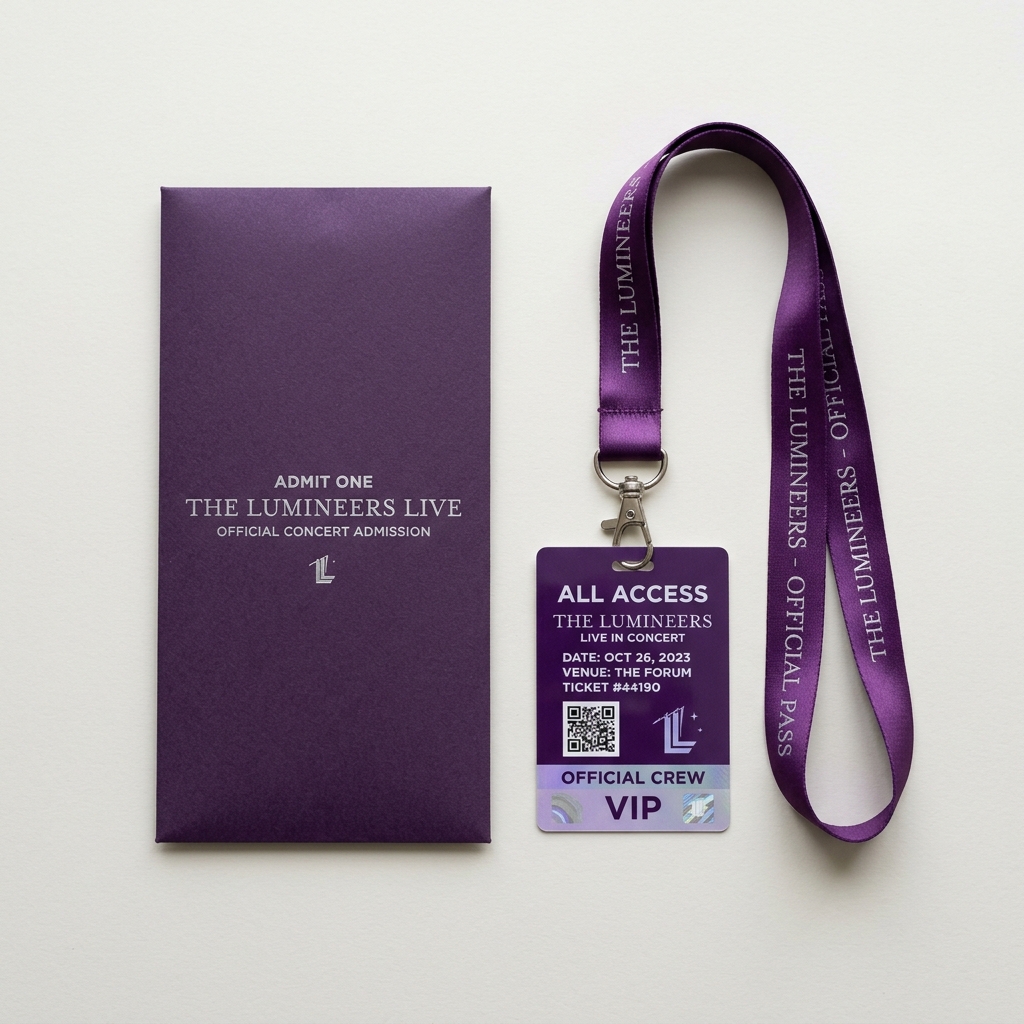 ADMIT ONE
THE LUMINEERS LIVE
OFFICIAL CONCERT ADMISSION
THE LUMINEERS
THE LUMINEERS - OFFICIAL PASS
THE LUMINEERS - OFFICIAL PASS
ALL ACCESS
THE LUMINEERS
LIVE IN CONCERT
DATE: OCT 26, 2023
VENUE: THE FORUM
TICKET #44190
OFFICIAL CREW
VIP